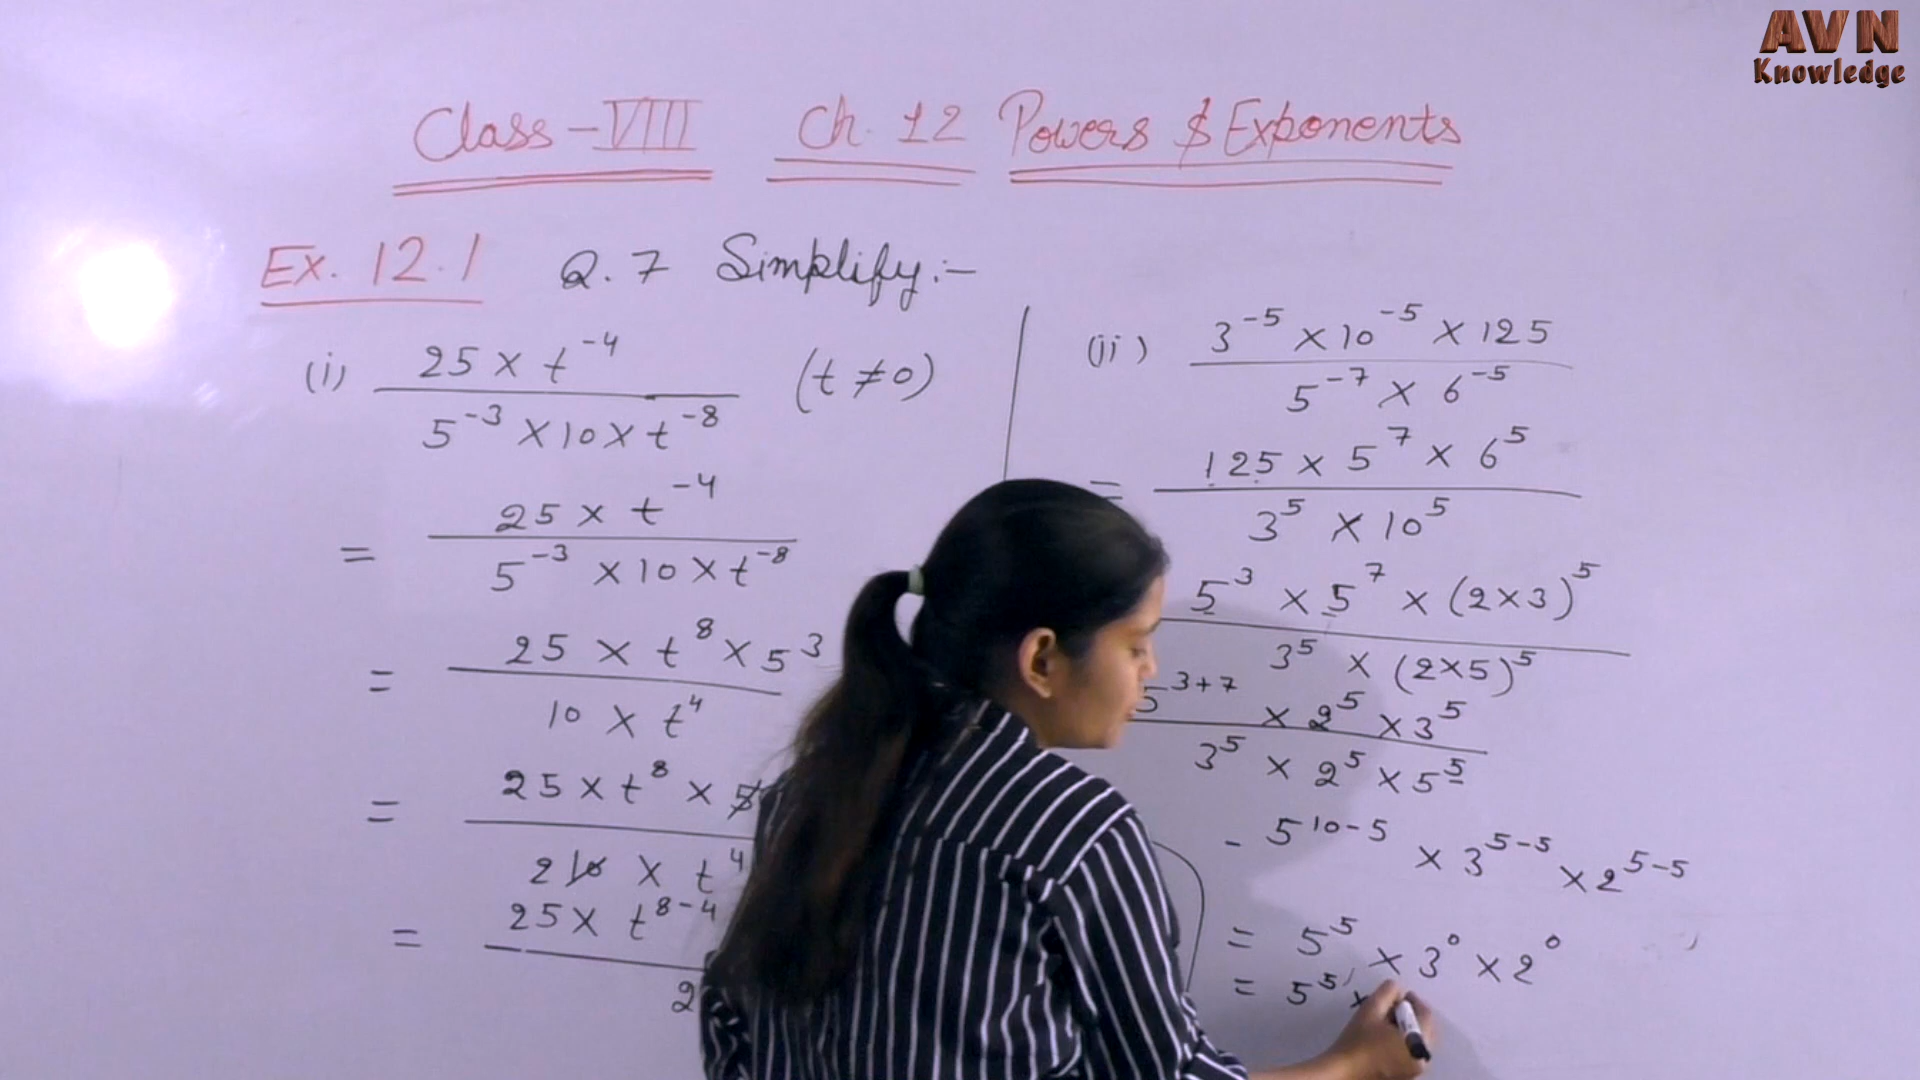 AVN
Knowledge
Class-VIII Ch. 12 Powers $ Exponents
Ex. 12.1 Q.7 Simplify:-
(i) 25 × t⁻⁴ (t ≠ 0)
5⁻³ × 10 × t⁻⁸
= 25 × t⁻⁴
5⁻³ × 10 × t⁻⁸
= 25 × t⁸ × 5³
10 × t⁴
= 25 × t⁸ × 5
2 10 × t⁴
= 25 × t⁸⁻⁴
2
(ii) 3⁻⁵ × 10⁻⁵ × 125
5⁻⁷ × 6⁻⁵
= 125 × 5⁷ × 6⁵
3⁵ × 10⁵
5³ × 5⁷ × (2×3)⁵
3⁵ × (2×5)⁵
5³⁺⁷ × 2⁵ × 3⁵
3⁵ × 2⁵ × 5⁵
- 5¹⁰⁻⁵ × 3⁵⁻⁵ × 2⁵⁻⁵
= 5⁵ × 3⁰ × 2⁰
= 5⁵ ×